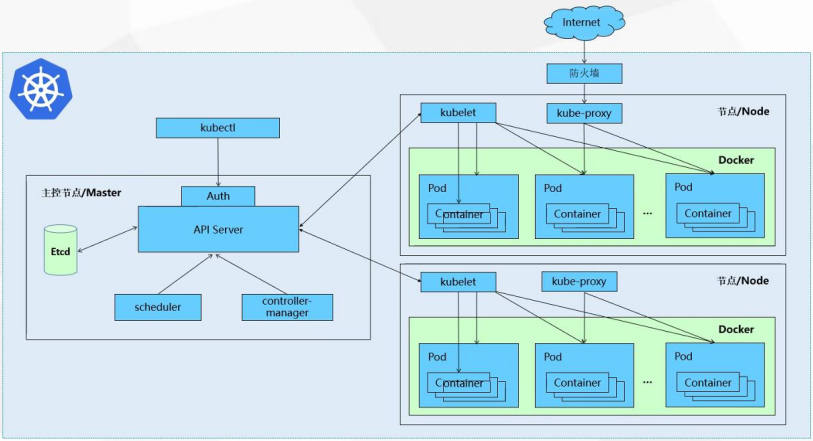 Internet
防火墙
kubectl
主控节点/Master
Auth
API Server
Etcd
scheduler
controller-
manager
节点/Node
kubelet
kube-proxy
Docker
Pod
Container
Pod
Container
...
Pod
Container
节点/Node
kubelet
kube-proxy
Docker
Pod
Container
Pod
Container
...
Pod
Container